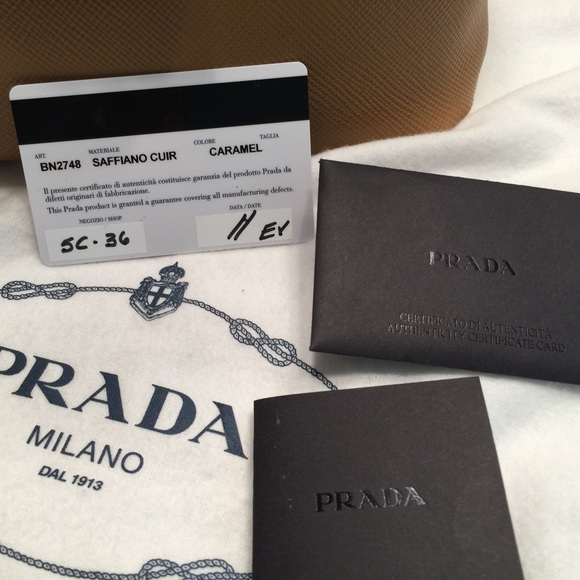 ART.
MATERIALE
COLORE
TAGLIA
BN2748 SAFFIANO CUIR CARAMEL
Il presente certificato di autenticità costituisce garanzia del prodotto Prada da
difetti originari di fabbricazione.
This Prada product is granted a guarantee covering all manufacturing defects.
NEGOZIO / SHOP
DATA / DATE
SC-36
PRADA
CERTIFICATO DI AUTENTICITÀ
AUTHENTICITY CERTIFICATE CARD
PRADA
MILANO
DAL 1913
PRADA